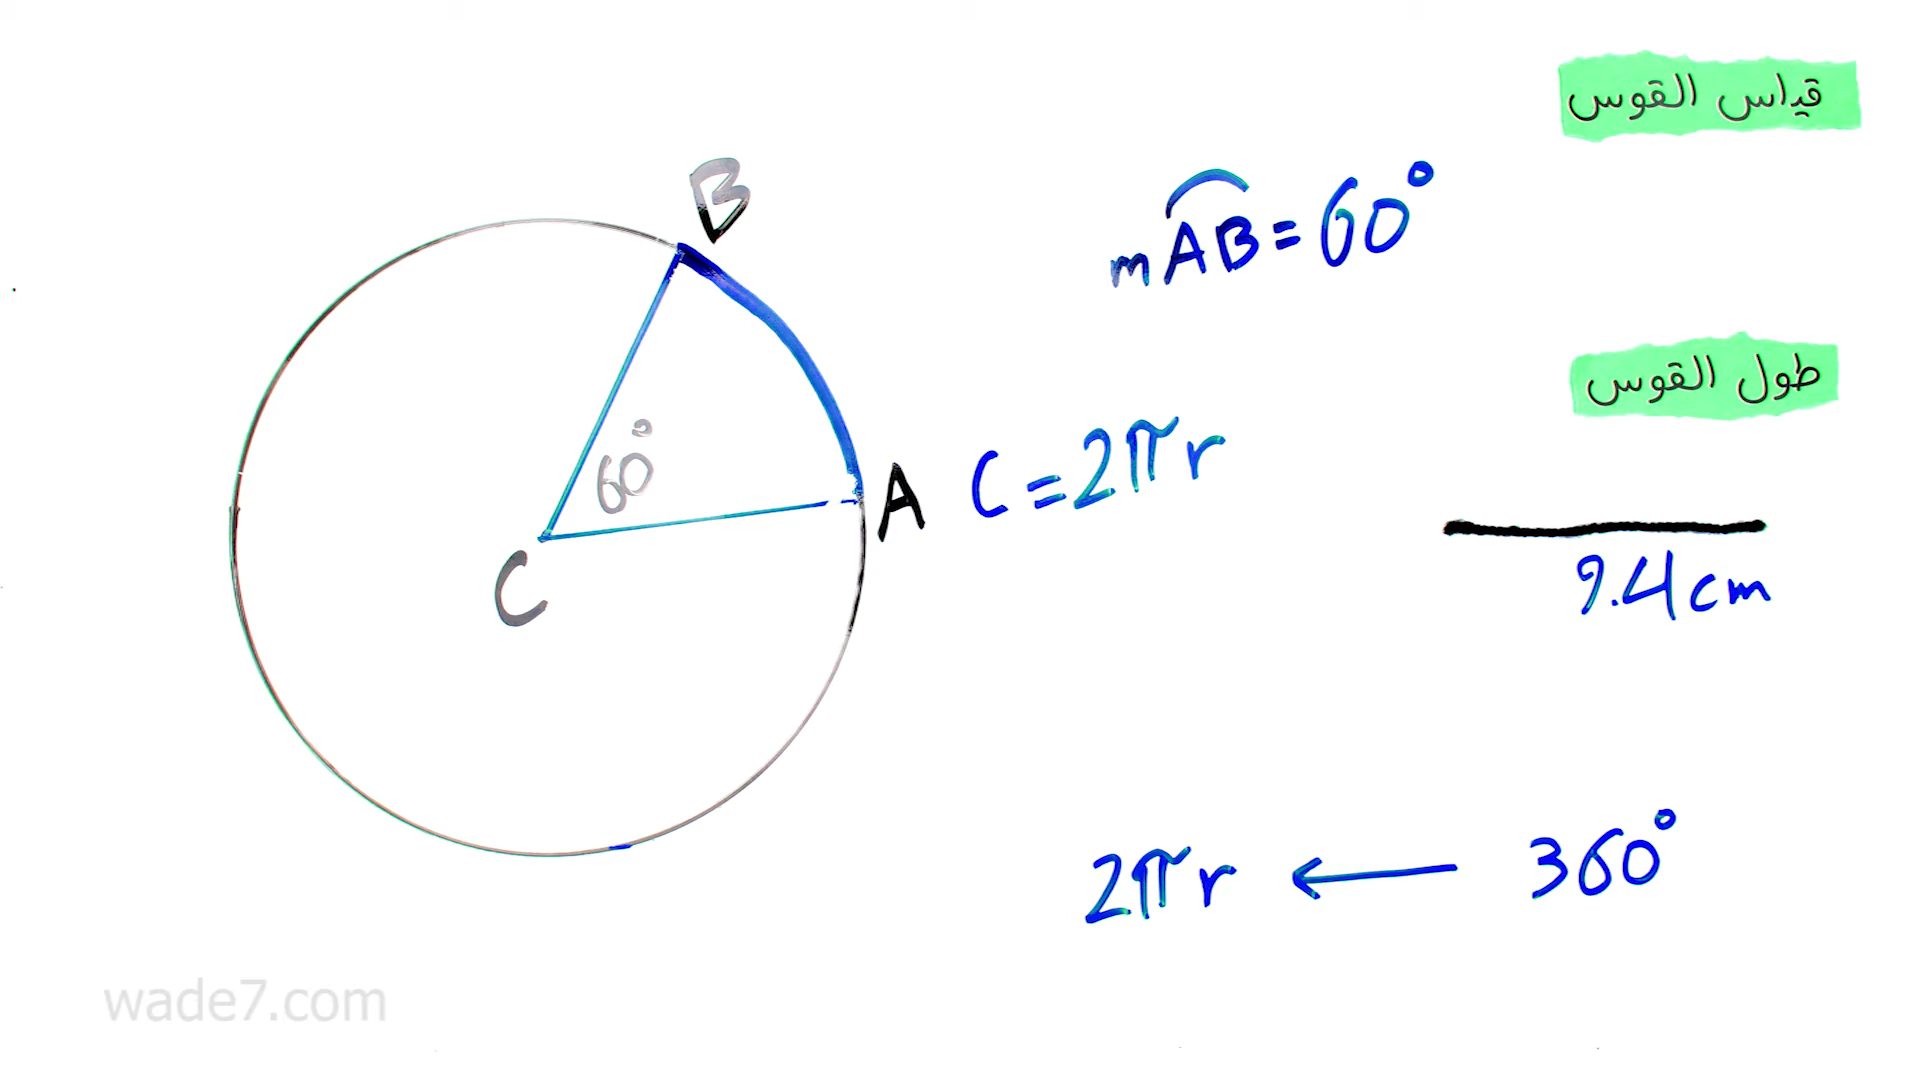 قياس القوس
B
mAB = 60°
طول القوس
60°
C = 2πr
A
C
9.4cm
2πr ← 360°
wade7.com